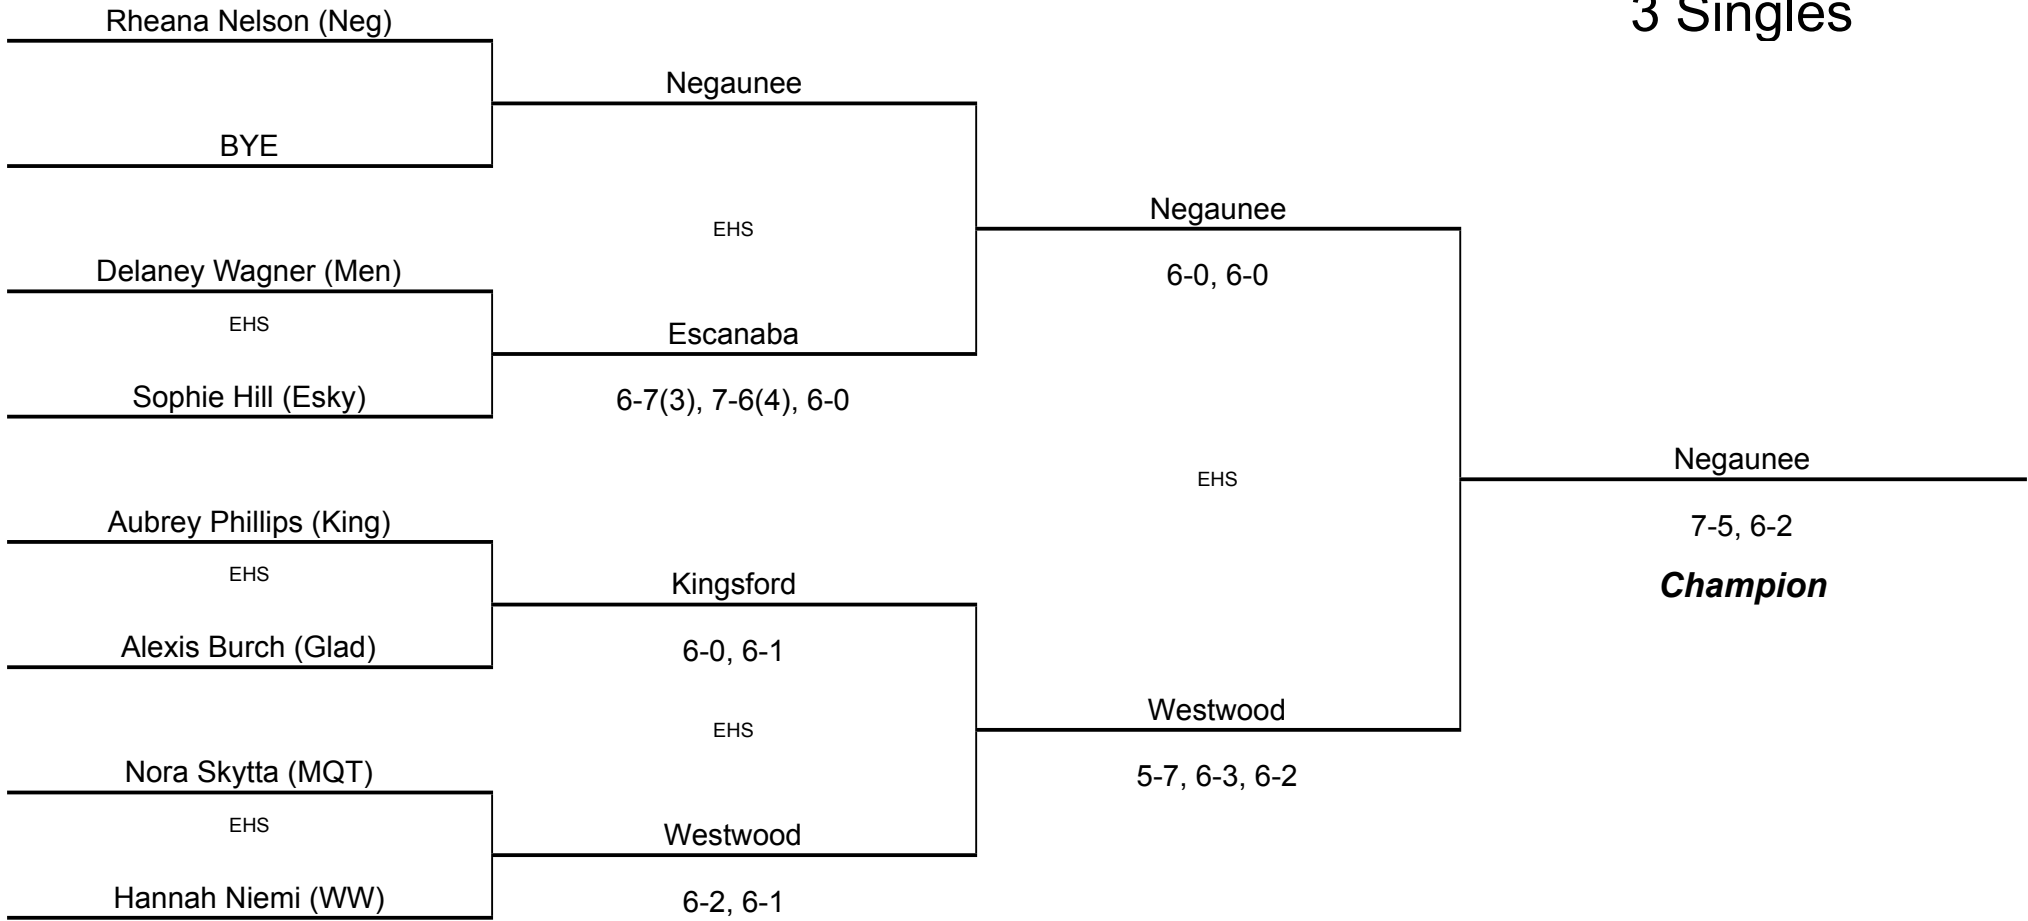 3 Singles
Rheana Nelson (Neg)
Negaunee
BYE
Negaunee
EHS
Delaney Wagner (Men)
6-0, 6-0
EHS
Escanaba
Sophie Hill (Esky)
6-7(3), 7-6(4), 6-0
Negaunee
EHS
Aubrey Phillips (King)
7-5, 6-2
EHS
Kingsford
Champion
Alexis Burch (Glad)
6-0, 6-1
Westwood
EHS
Nora Skytta (MQT)
5-7, 6-3, 6-2
EHS
Westwood
Hannah Niemi (WW)
6-2, 6-1